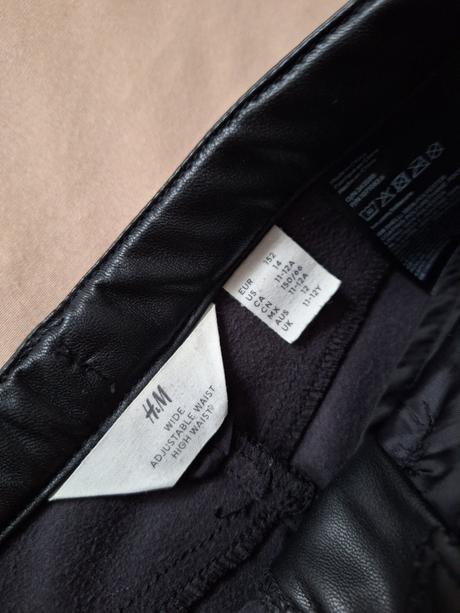 H&M
WIDE
ADJUSTABLE WAIST
HIGH WAIST
EUR 152
US 14
CA 11-12A
CN 150/66
MX 11-12A
AUS 12
UK 11-12Y